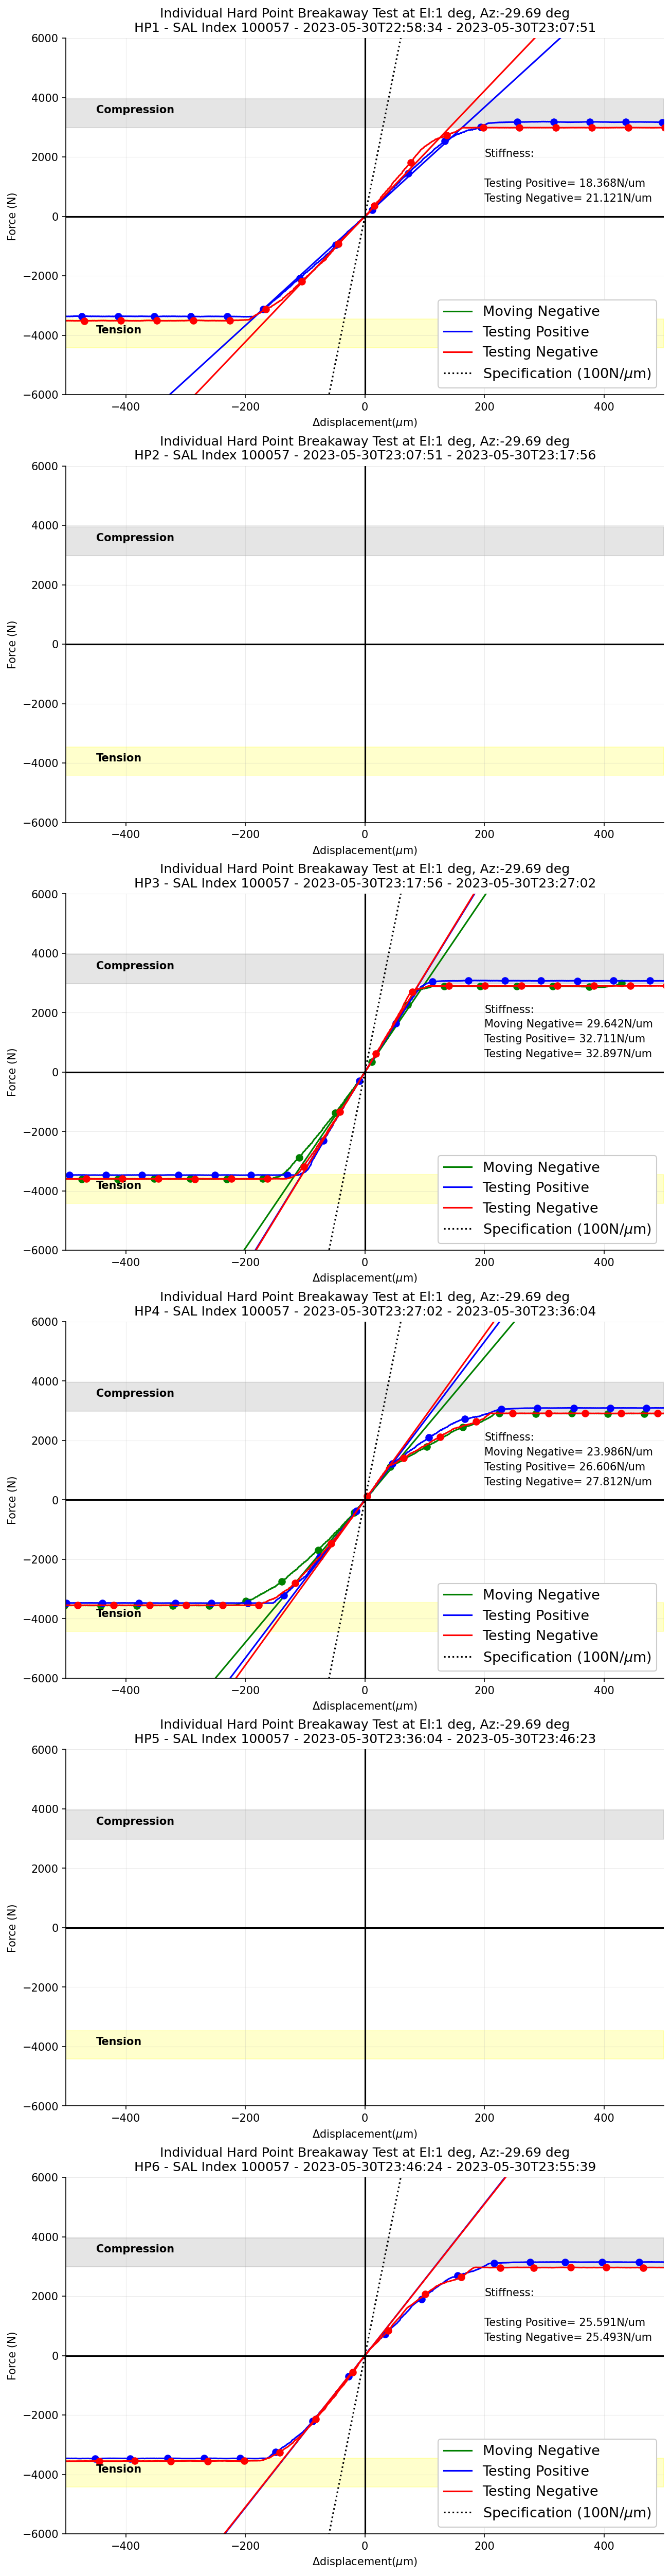 Individual Hard Point Breakaway Test at El:1 deg, Az:-29.69 deg
HP1 - SAL Index 100057 - 2023-05-30T22:58:34 - 2023-05-30T23:07:51
6000
4000
Compression
2000
Stiffness:
Testing Positive= 18.368N/um
Testing Negative= 21.121N/um
0
Force (N)
−2000
−4000
Tension
−6000
Moving Negative
Testing Positive
Testing Negative
Specification (100N/μm)
−400
−200
0
200
400
Δdisplacement(μm)
Individual Hard Point Breakaway Test at El:1 deg, Az:-29.69 deg
HP2 - SAL Index 100057 - 2023-05-30T23:07:51 - 2023-05-30T23:17:56
6000
4000
Compression
2000
0
Force (N)
−2000
−4000
Tension
−6000
−400
−200
0
200
400
Δdisplacement(μm)
Individual Hard Point Breakaway Test at El:1 deg, Az:-29.69 deg
HP3 - SAL Index 100057 - 2023-05-30T23:17:56 - 2023-05-30T23:27:02
6000
4000
Compression
2000
Stiffness:
Moving Negative= 29.642N/um
Testing Positive= 32.711N/um
Testing Negative= 32.897N/um
0
Force (N)
−2000
−4000
Tension
−6000
Moving Negative
Testing Positive
Testing Negative
Specification (100N/μm)
−400
−200
0
200
400
Δdisplacement(μm)
Individual Hard Point Breakaway Test at El:1 deg, Az:-29.69 deg
HP4 - SAL Index 100057 - 2023-05-30T23:27:02 - 2023-05-30T23:36:04
6000
4000
Compression
2000
Stiffness:
Moving Negative= 23.986N/um
Testing Positive= 26.606N/um
Testing Negative= 27.812N/um
0
Force (N)
−2000
−4000
Tension
−6000
Moving Negative
Testing Positive
Testing Negative
Specification (100N/μm)
−400
−200
0
200
400
Δdisplacement(μm)
Individual Hard Point Breakaway Test at El:1 deg, Az:-29.69 deg
HP5 - SAL Index 100057 - 2023-05-30T23:36:04 - 2023-05-30T23:46:23
6000
4000
Compression
2000
0
Force (N)
−2000
−4000
Tension
−6000
−400
−200
0
200
400
Δdisplacement(μm)
Individual Hard Point Breakaway Test at El:1 deg, Az:-29.69 deg
HP6 - SAL Index 100057 - 2023-05-30T23:46:24 - 2023-05-30T23:55:39
6000
4000
Compression
2000
Stiffness:
Testing Positive= 25.591N/um
Testing Negative= 25.493N/um
0
Force (N)
−2000
−4000
Tension
−6000
Moving Negative
Testing Positive
Testing Negative
Specification (100N/μm)
−400
−200
0
200
400
Δdisplacement(μm)